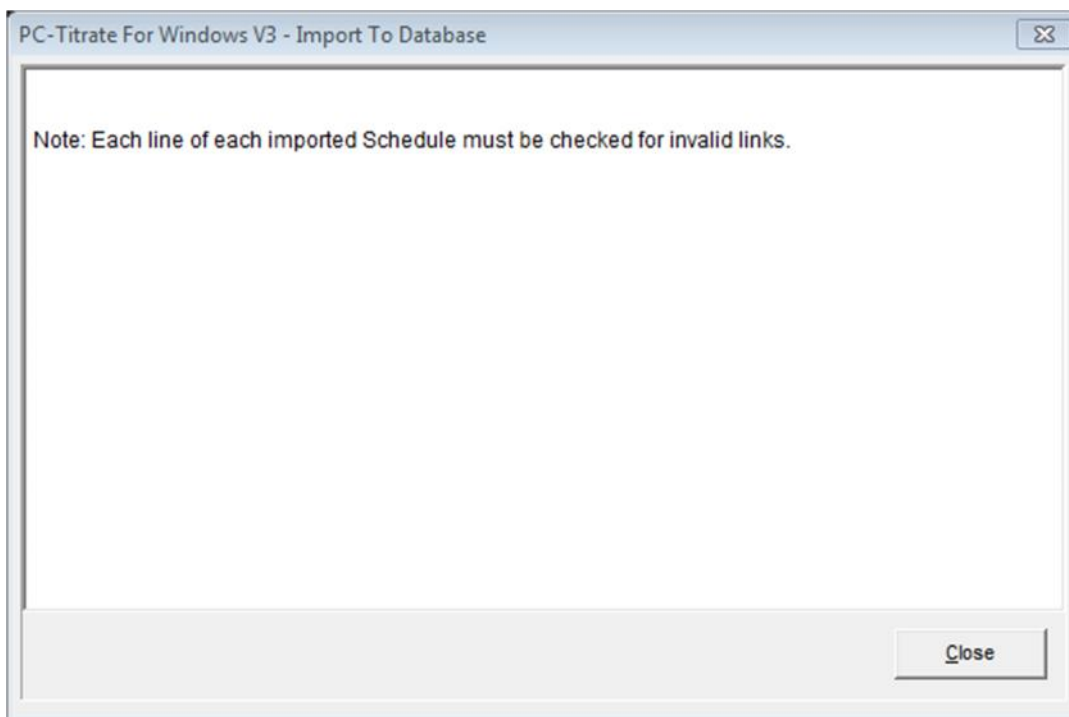 PC-Titrate For Windows V3 - Import To Database
Note: Each line of each imported Schedule must be checked for invalid links.
Close